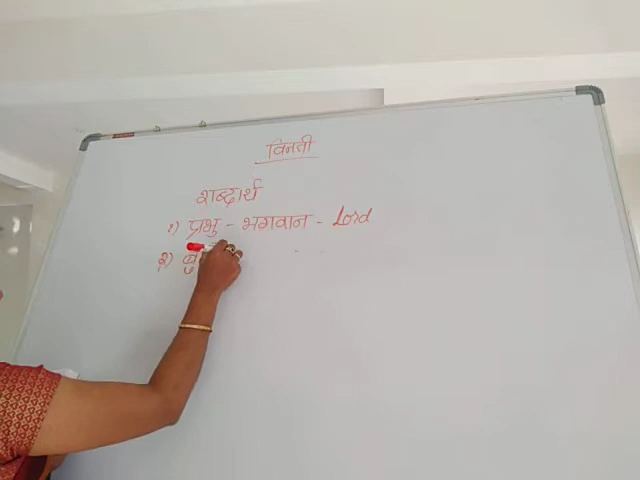 विनती
शब्दार्थ
१) प्रभु - भगवान - Lord
२) बु